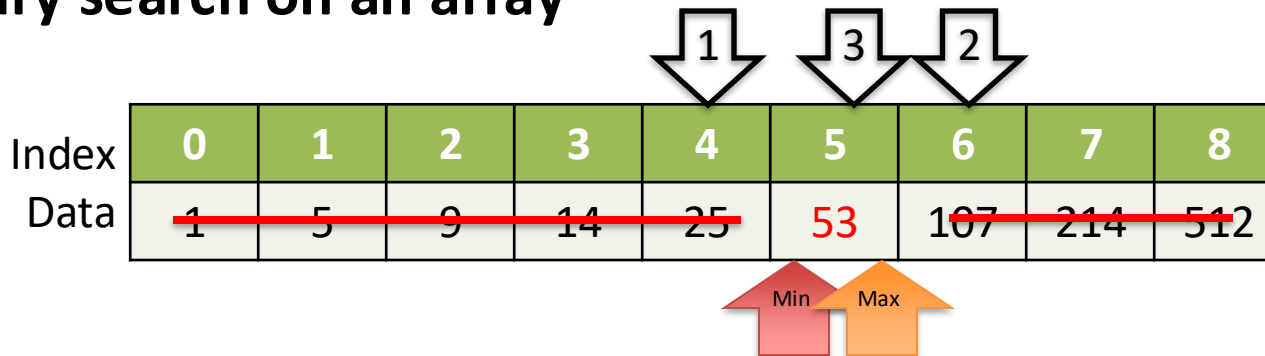 ary search on an array
1 3 2
Index 0 1 2 3 4 5 6 7 8
Data 1 5 9 14 25 53 107 214 512
Min Max